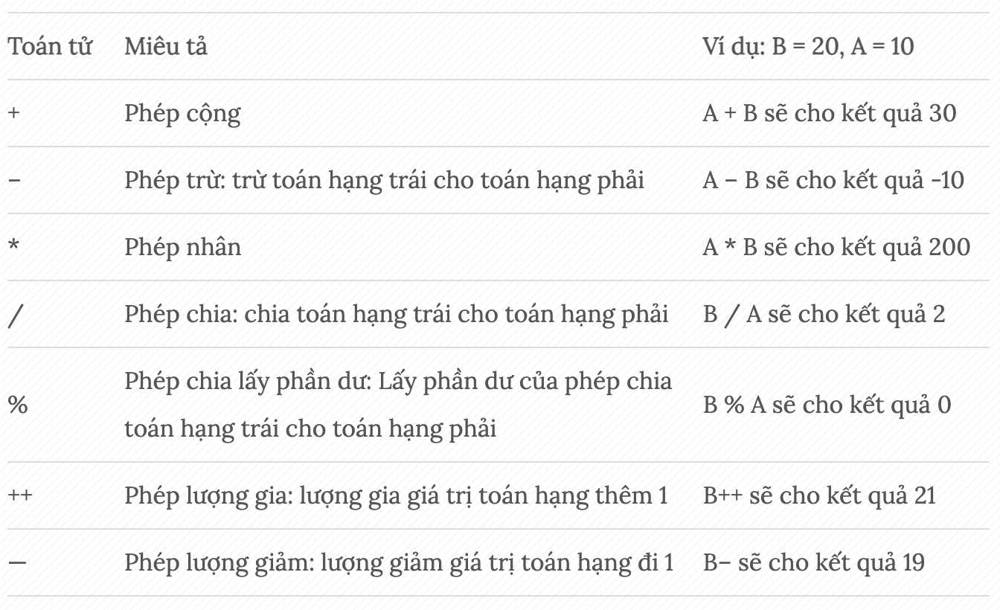 Toán tử Miêu tả Ví dụ: B = 20, A = 10
+ Phép cộng A + B sẽ cho kết quả 30
– Phép trừ: trừ toán hạng trái cho toán hạng phải A – B sẽ cho kết quả -10
* Phép nhân A * B sẽ cho kết quả 200
/ Phép chia: chia toán hạng trái cho toán hạng phải B / A sẽ cho kết quả 2
% Phép chia lấy phần dư: Lấy phần dư của phép chia
toán hạng trái cho toán hạng phải B % A sẽ cho kết quả 0
++ Phép lượng gia: lượng gia giá trị toán hạng thêm 1 B++ sẽ cho kết quả 21
— Phép lượng giảm: lượng giảm giá trị toán hạng đi 1 B– sẽ cho kết quả 19